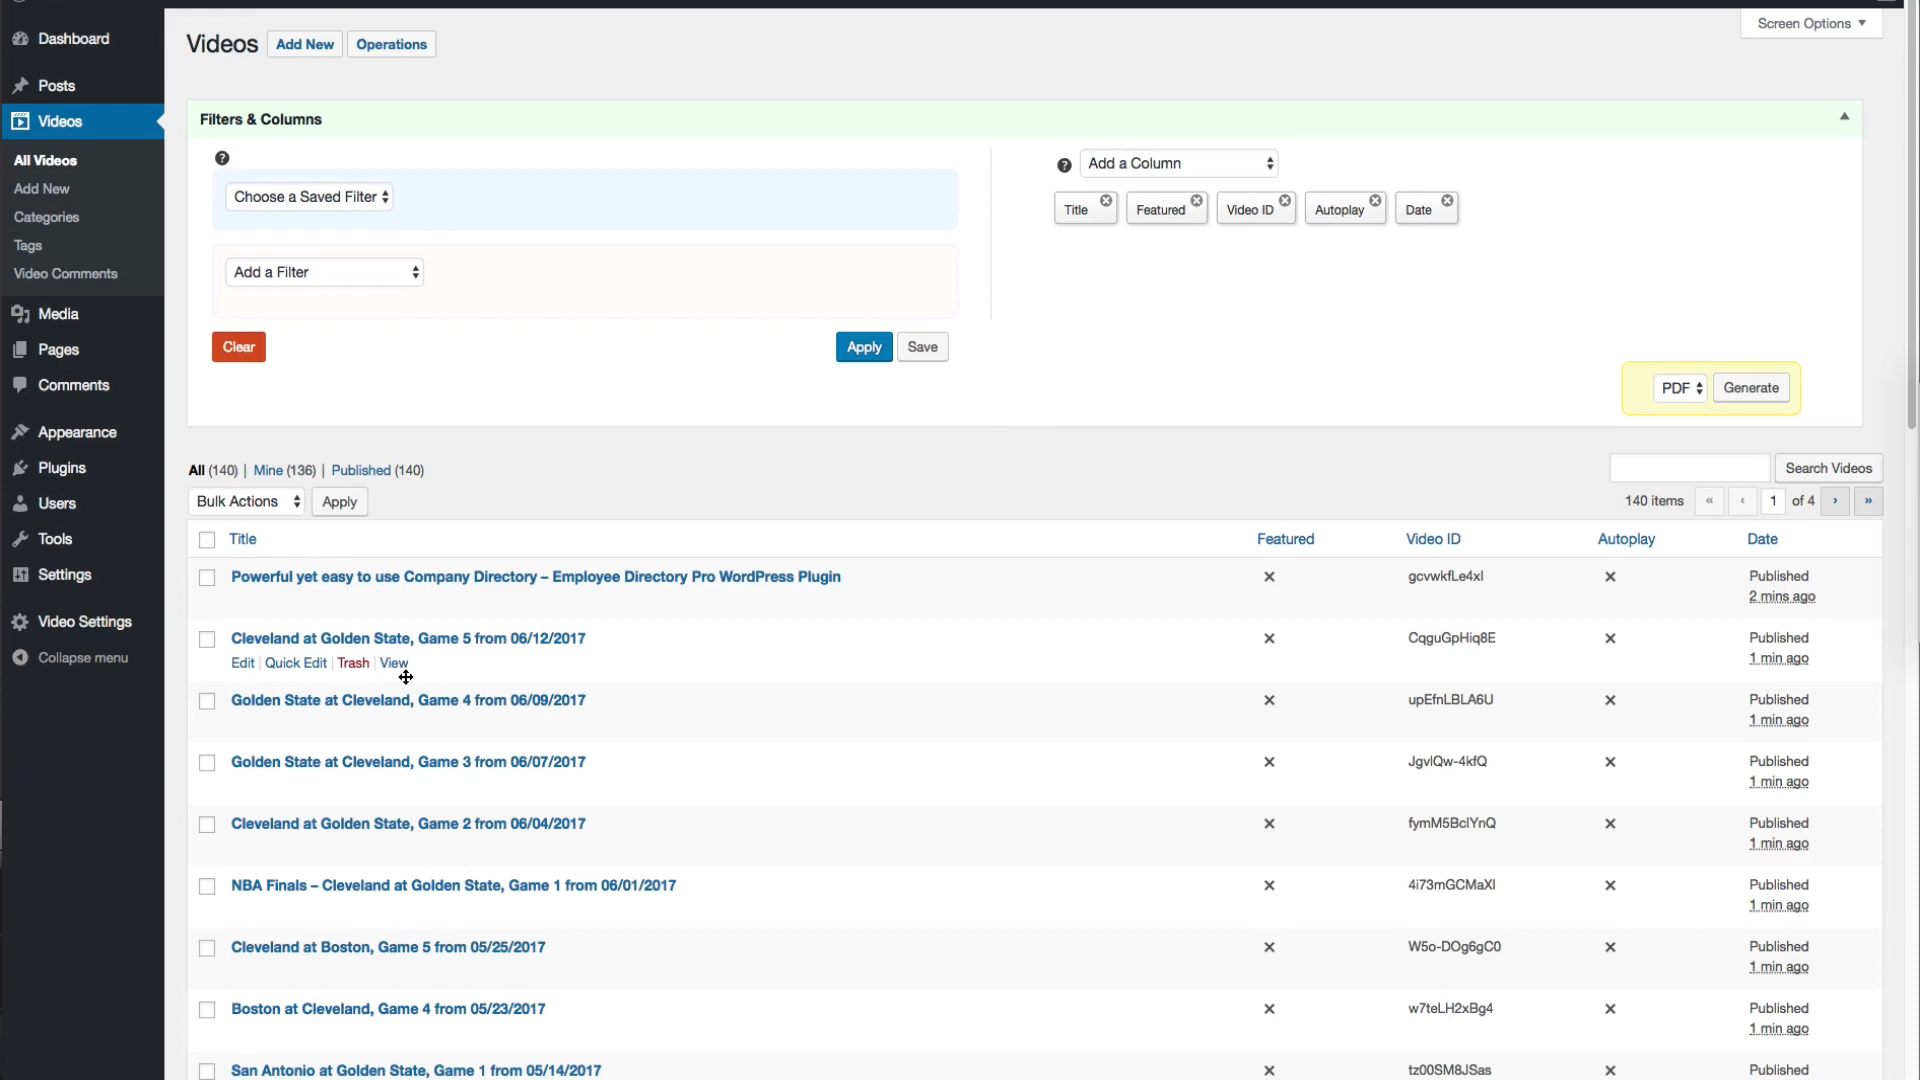 Dashboard
Posts
Videos
All Videos
Add New
Categories
Tags
Video Comments
Media
Pages
Comments
Appearance
Plugins
Users
Tools
Settings
Video Settings
Collapse menu
Videos Add New Operations
Screen Options
Filters & Columns
Choose a Saved Filter
Add a Filter
Clear Apply Save
Add a Column
Title Featured Video ID Autoplay Date
PDF Generate
All (140) | Mine (136) | Published (140)
Search Videos
Bulk Actions Apply
140 items « ‹ 1 of 4 › »
Title Featured Video ID Autoplay Date
Powerful yet easy to use Company Directory – Employee Directory Pro WordPress Plugin gcvwkfLe4xI Published
2 mins ago
Cleveland at Golden State, Game 5 from 06/12/2017 CqguGpHiq8E Published
Edit | Quick Edit | Trash | View 1 min ago
Golden State at Cleveland, Game 4 from 06/09/2017 upEfnLBLA6U Published
1 min ago
Golden State at Cleveland, Game 3 from 06/07/2017 JgvlQw-4kfQ Published
1 min ago
Cleveland at Golden State, Game 2 from 06/04/2017 fymM5BclYnQ Published
1 min ago
NBA Finals – Cleveland at Golden State, Game 1 from 06/01/2017 4i73mGCMaXI Published
1 min ago
Cleveland at Boston, Game 5 from 05/25/2017 W5o-DOg6gC0 Published
1 min ago
Boston at Cleveland, Game 4 from 05/23/2017 w7teLH2xBg4 Published
1 min ago
San Antonio at Golden State, Game 1 from 05/14/2017 tz00SM8JSas Published